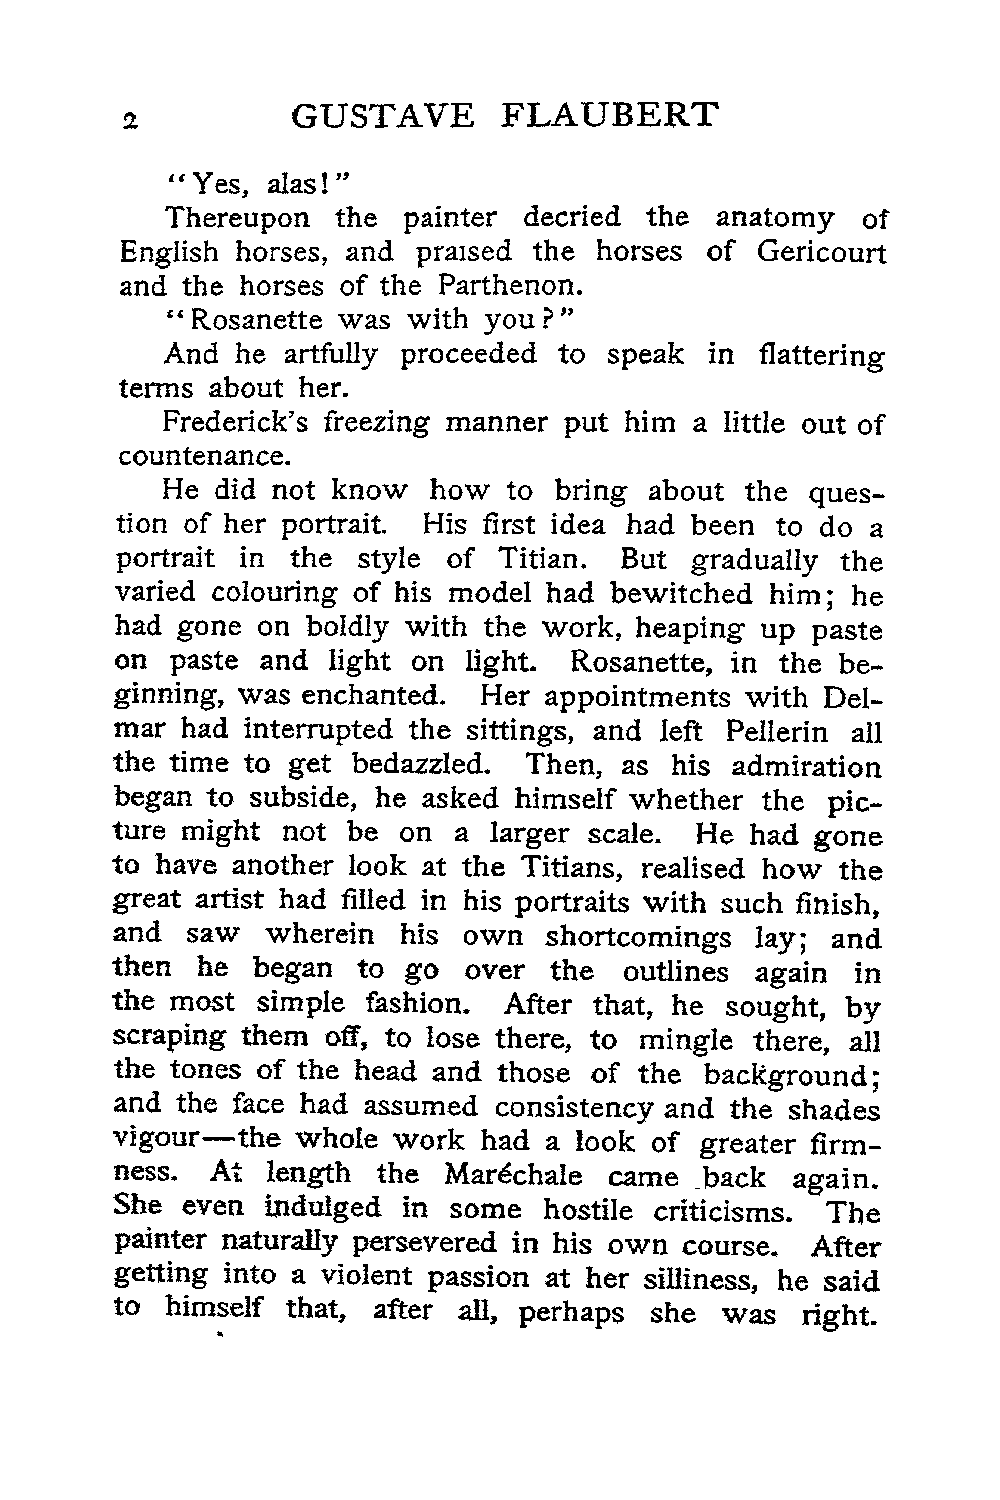 2 GUSTAVE FLAUBERT
“Yes, alas!”
Thereupon the painter decried the anatomy of
English horses, and praised the horses of Gericourt
and the horses of the Parthenon.
“Rosanette was with you?”
And he artfully proceeded to speak in flattering
terms about her.
Frederick’s freezing manner put him a little out of
countenance.
He did not know how to bring about the ques-
tion of her portrait. His first idea had been to do a
portrait in the style of Titian. But gradually the
varied colouring of his model had bewitched him; he
had gone on boldly with the work, heaping up paste
on paste and light on light. Rosanette, in the be-
ginning, was enchanted. Her appointments with Del-
mar had interrupted the sittings, and left Pellerin all
the time to get bedazzled. Then, as his admiration
began to subside, he asked himself whether the pic-
ture might not be on a larger scale. He had gone
to have another look at the Titians, realised how the
great artist had filled in his portraits with such finish,
and saw wherein his own shortcomings lay; and
then he began to go over the outlines again in
the most simple fashion. After that, he sought, by
scraping them off, to lose there, to mingle there, all
the tones of the head and those of the background;
and the face had assumed consistency and the shades
vigour—the whole work had a look of greater firm-
ness. At length the Maréchale came back again.
She even indulged in some hostile criticisms. The
painter naturally persevered in his own course. After
getting into a violent passion at her silliness, he said
to himself that, after all, perhaps she was right.